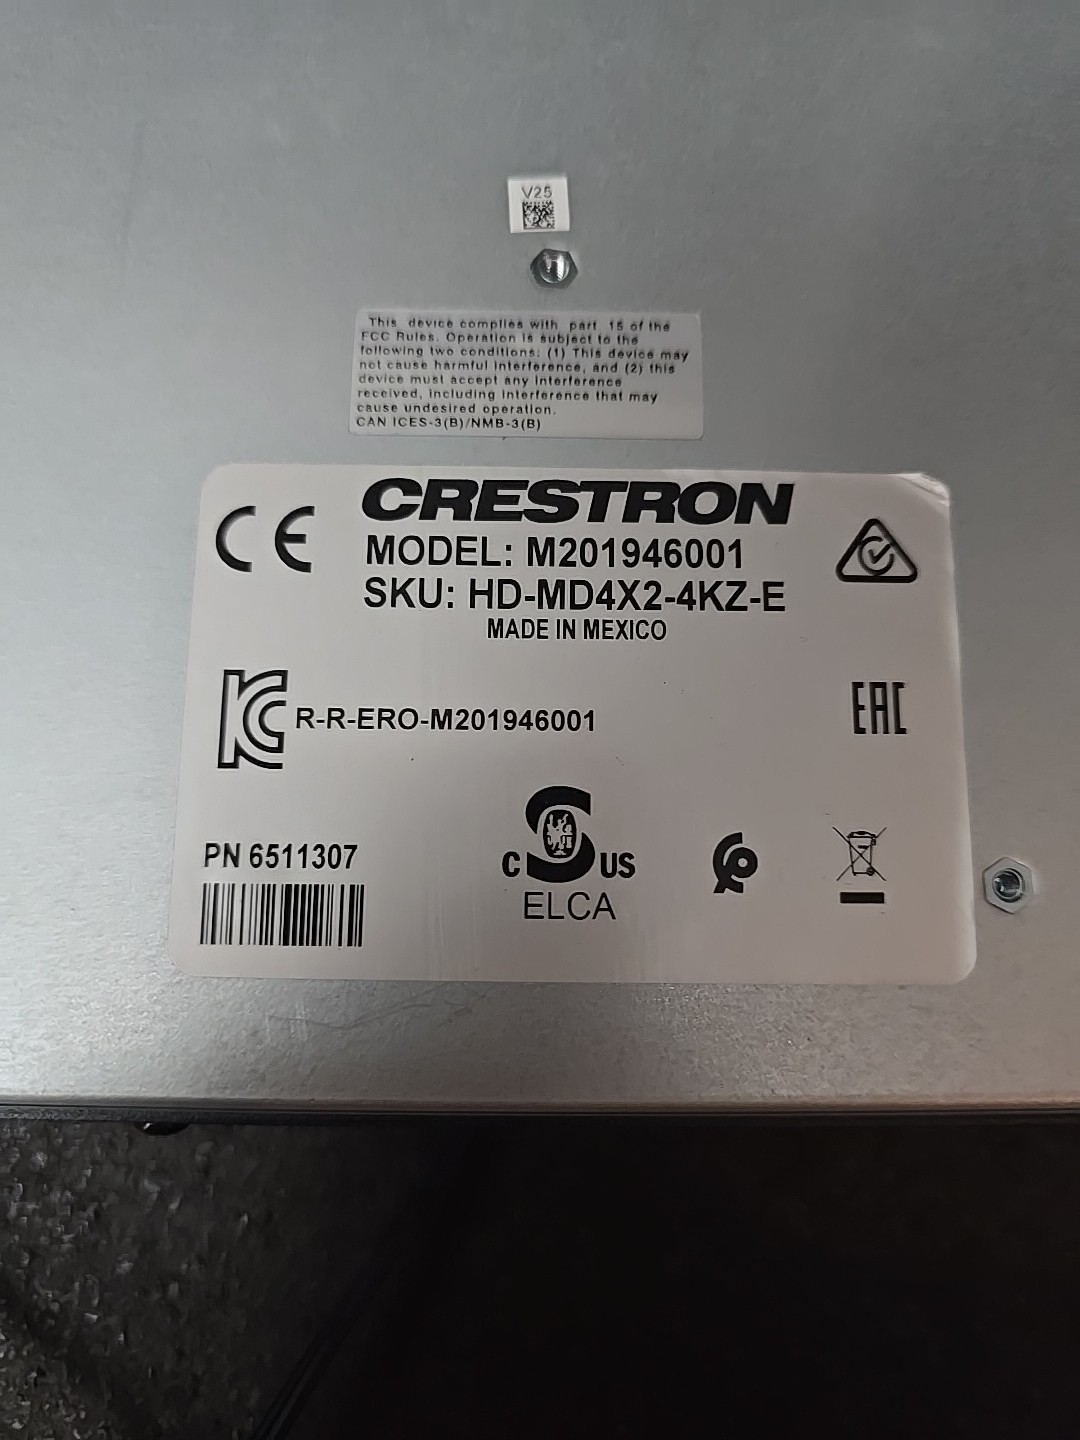 V25
This device complies with part 15 of the
FCC Rules. Operation is subject to the
following two conditions: (1) This device may
not cause harmful interference, and (2) this
device must accept any interference
received, including interference that may
cause undesired operation.
CAN ICES-3(B)/NMB-3(B)
CE
CRESTRON
MODEL: M201946001
SKU: HD-MD4X2-4KZ-E
MADE IN MEXICO
KC
R-R-ERO-M201946001
EAC
PN 6511307
C S US
ELCA